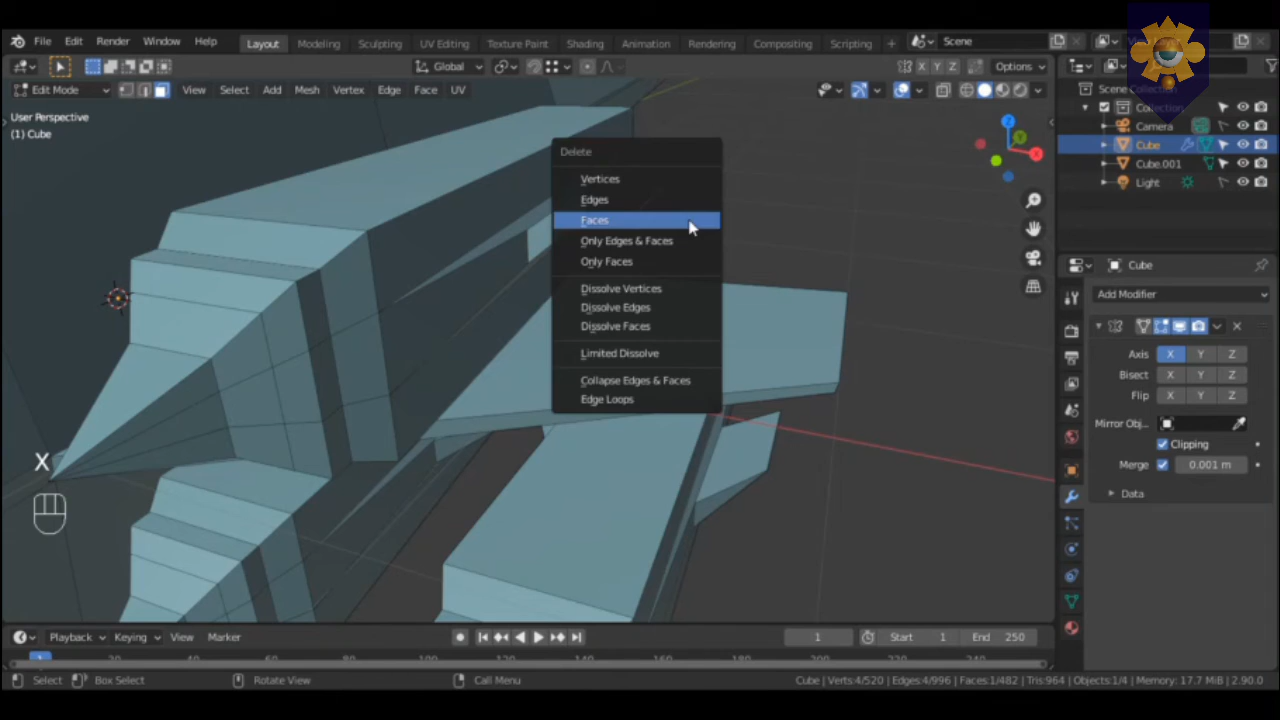 File Edit Render Window Help Layout Modeling Sculpting UV Editing Texture Paint Shading Animation Rendering Compositing Scripting + Scene
Global X Y Z Options
Edit Mode View Select Add Mesh Vertex Edge Face UV
User Perspective
(1) Cube
Z
Y
X
Delete
Vertices
Edges
Faces
Only Edges & Faces
Only Faces
Dissolve Vertices
Dissolve Edges
Dissolve Faces
Limited Dissolve
Collapse Edges & Faces
Edge Loops
X
Camera
Cube
Cube.001
Light
Cube
Add Modifier
Axis X Y Z
Bisect X Y Z
Flip X Y Z
Mirror Obj...
Clipping
Merge 0.001 m
Data
Playback Keying View Marker 1 Start 1 End 250
1
Select Box Select Rotate View Call Menu Cube | Verts:4/520 | Edges:4/996 | Faces:1/482 | Tris:964 | Objects:1/4 | Memory: 17.7 MiB | 2.90.0